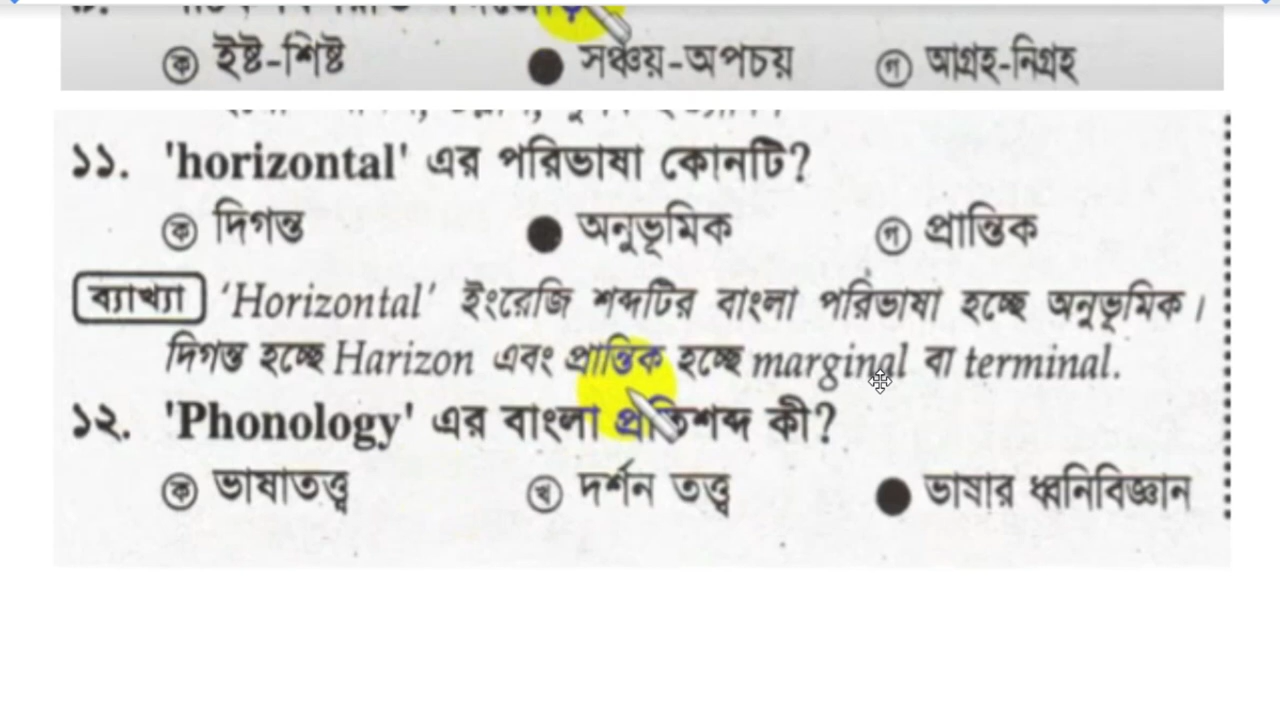 ক ইষ্ট-শিষ্ট সঞ্চয়-অপচয় গ আগ্রহ-নিগ্রহ
১১. 'horizontal' এর পরিভাষা কোনটি?
ক দিগন্ত অনুভূমিক গ প্রান্তিক
ব্যাখ্যা 'Horizontal' ইংরেজি শব্দটির বাংলা পরিভাষা হচ্ছে অনুভূমিক।
দিগন্ত হচ্ছে Harizon এবং প্রান্তিক হচ্ছে marginal বা terminal.
১২. 'Phonology' এর বাংলা প্রতিশব্দ কী?
ক ভাষাতত্ত্ব খ দর্শন তত্ত্ব ভাষার ধ্বনিবিজ্ঞান